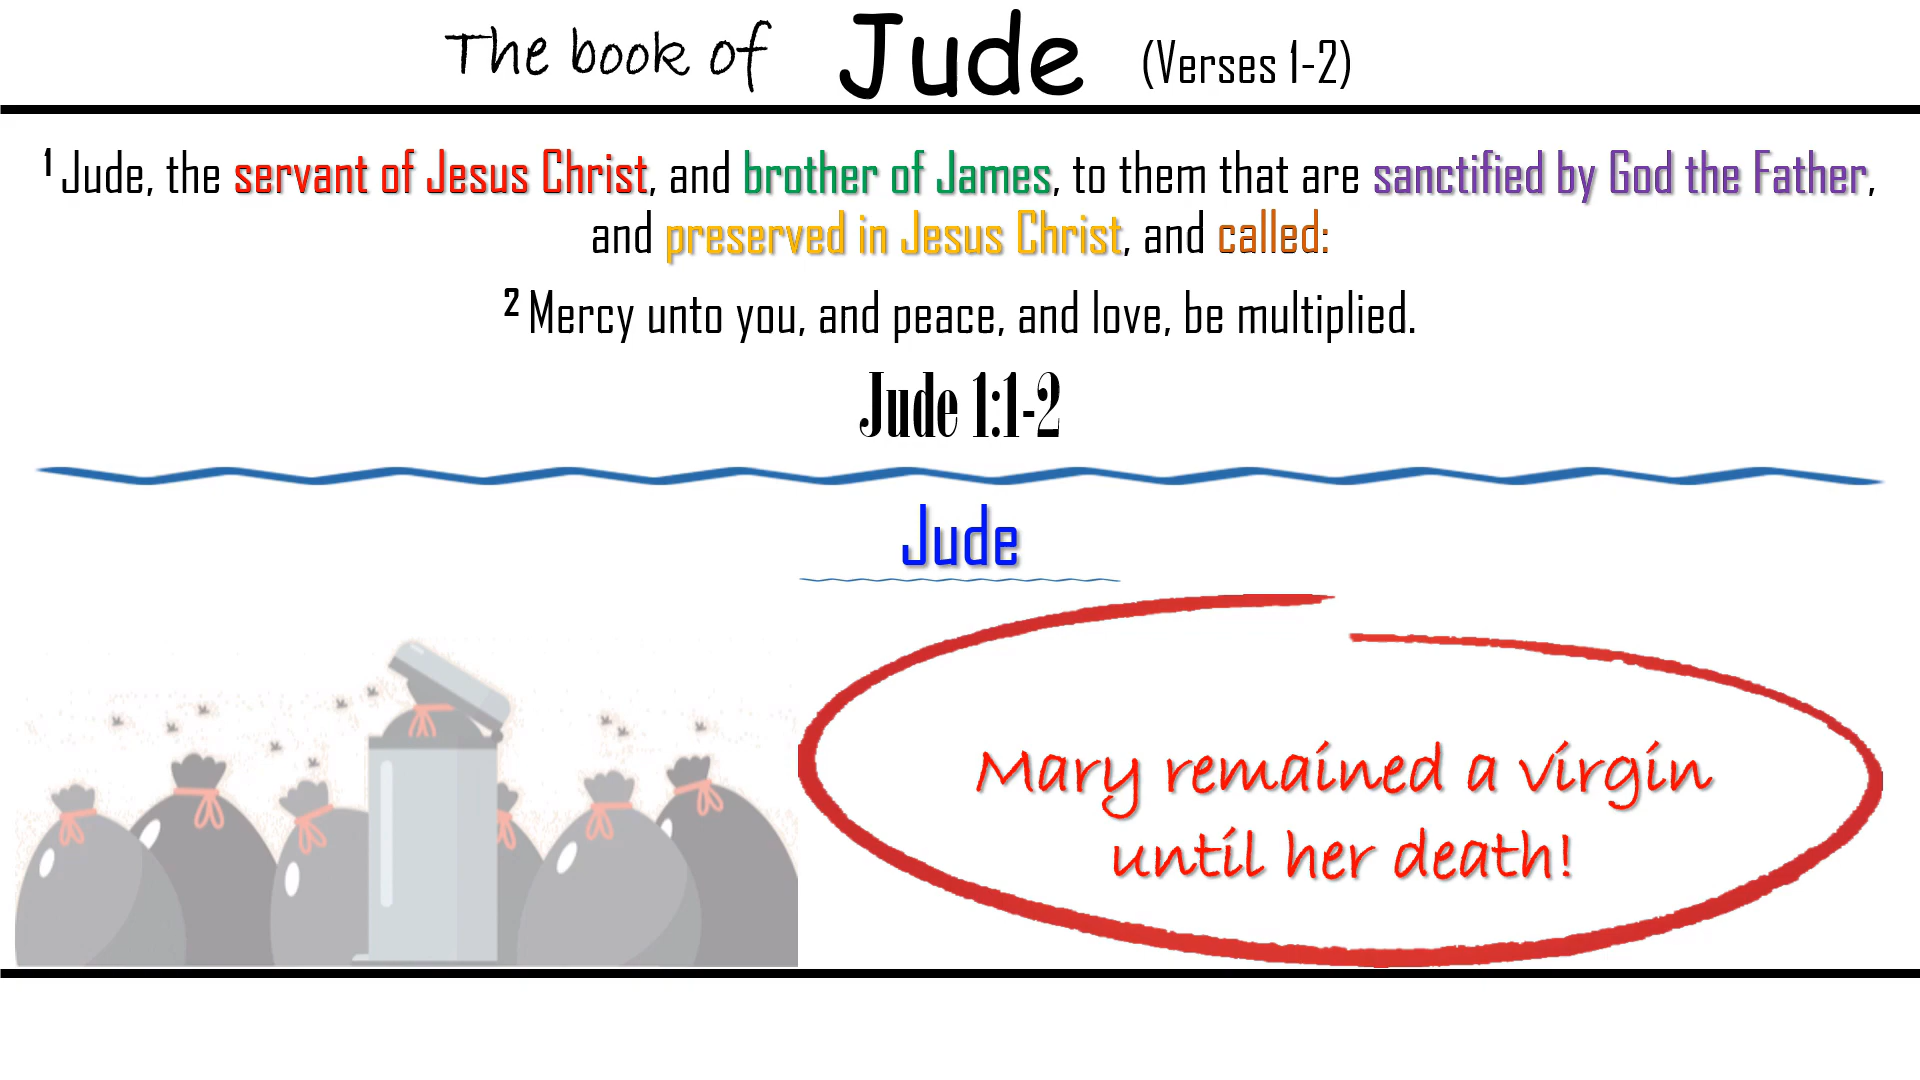 The book of Jude (Verses 1-2)
1 Jude, the servant of Jesus Christ, and brother of James, to them that are sanctified by God the Father,
and preserved in Jesus Christ, and called:
2 Mercy unto you, and peace, and love, be multiplied.
Jude 1:1-2
Jude
Mary remained a virgin
until her death!